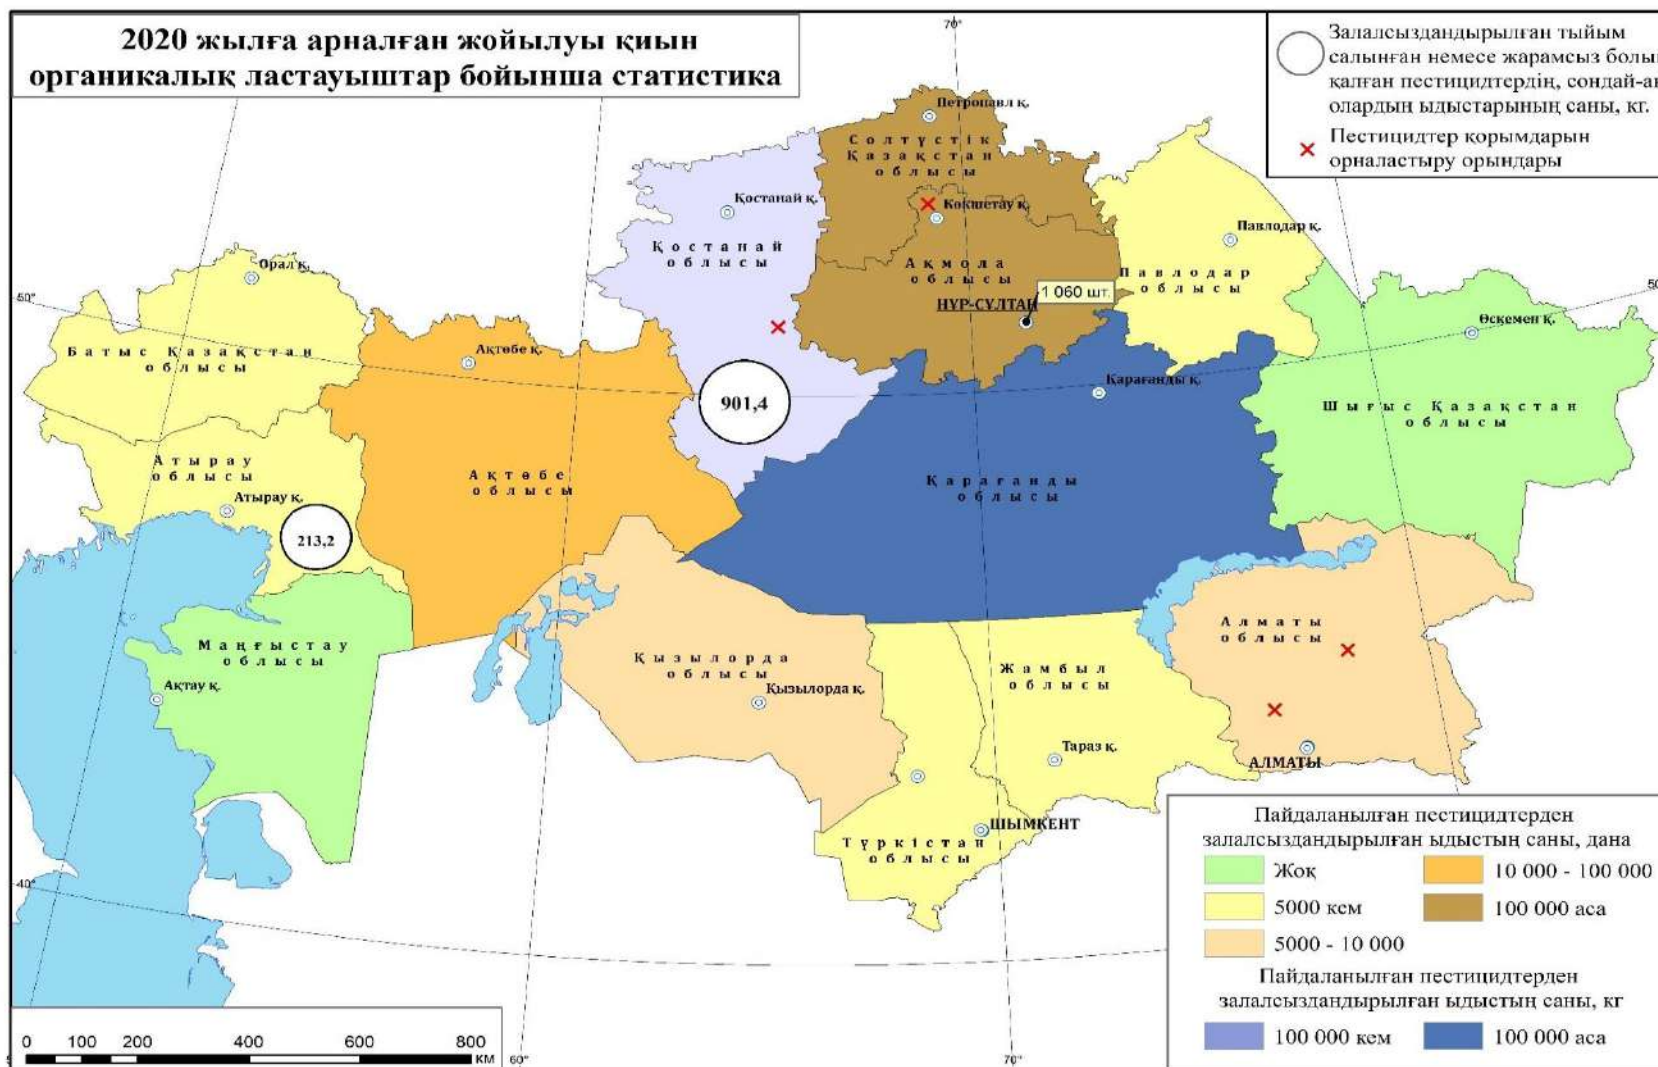 2020 жылға арналған жойылуы қиын
органикалық ластауыштар бойынша статистика
70°
Залалсыздандырылған тыйым
салынған немесе жарамсыз болып
қалған пестицидтердің, сондай-ақ
олардың ыдыстарының саны, кг.
Пестицидтер қорымдарын
орналастыру орындары
Петропавл қ.
Солтүстік
Қазақстан
облысы
Қостанай қ.
Көкшетау қ.
Қостанай
облысы
Павлодар қ.
Ақмола
облысы
Павлодар
облысы
Орал қ.
1 060 шт.
НҰР-СҰЛТАН
50°
50
Өскемен қ.
Батыс Қазақстан
облысы
Ақтөбе қ.
Қарағанды қ.
901,4
Шығыс Қазақстан
облысы
Атырау
облысы
Ақтөбе
облысы
Қарағанды
облысы
Атырау қ.
213,2
Маңғыстау
облысы
Алматы
облысы
Қызылорда
облысы
Жамбыл
облысы
Ақтау қ.
Қызылорда қ.
Тараз қ.
АЛМАТЫ
ШЫМКЕНТ
Түркістан
облысы
40°
Пайдаланылған пестицидтерден
залалсыздандырылған ыдыстың саны, дана
Жоқ
10 000 - 100 000
5000 кем
100 000 аса
5000 - 10 000
Пайдаланылған пестицидтерден
залалсыздандырылған ыдыстың саны, кг
100 000 кем
100 000 аса
0 100 200 400 600 800
КМ
60°
70°